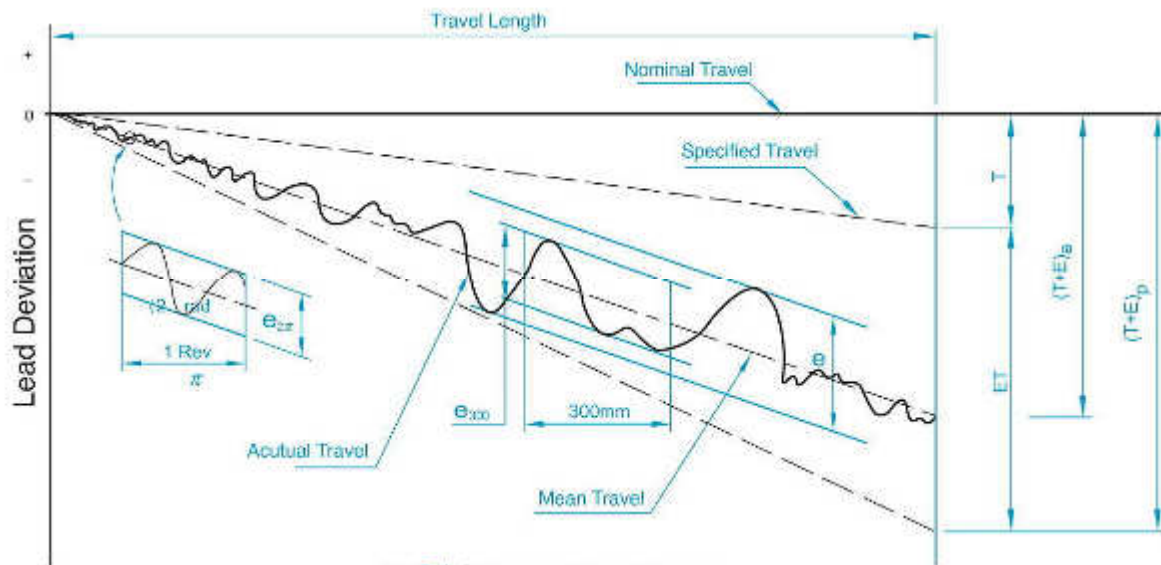 Travel Length
+
Nominal Travel
0
Specified Travel
-
T
(T+E)a
(T+E)p
Lead Deviation
(2 rad
e2π
1 Rev
π
e
ET
e300
300mm
Acutual Travel
Mean Travel